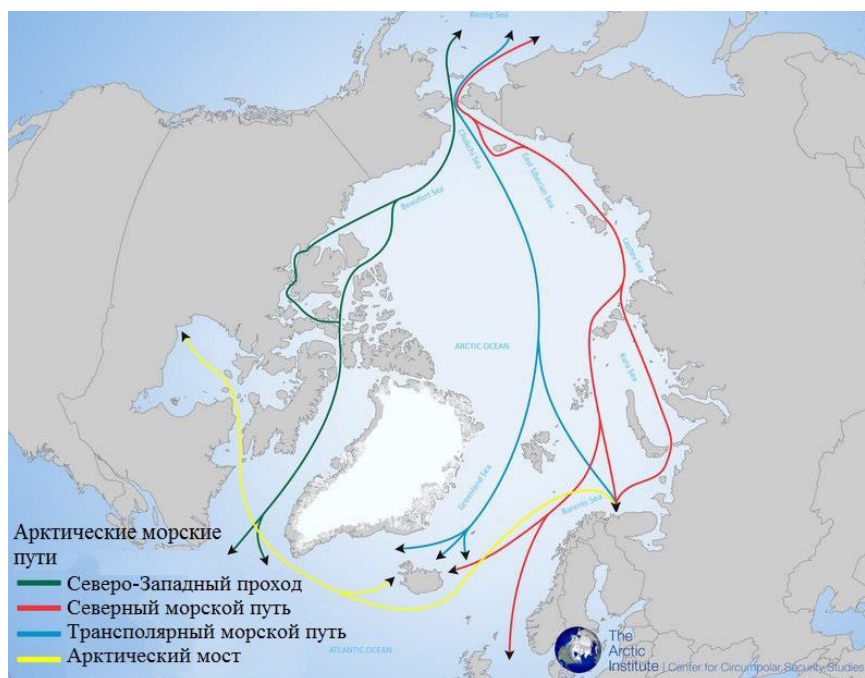 Bering Sea
Chukchi Sea
East Siberian Sea
Beaufort Sea
Laptev Sea
ARCTIC OCEAN
Kara Sea
Greenland Sea
Barents Sea
Арктические морские
пути
Северо-Западный проход
Северный морской путь
Трансполярный морской путь
Арктический мост
ATLANTIC OCEAN
The
Arctic
Institute | Center for Circumpolar Security Studies